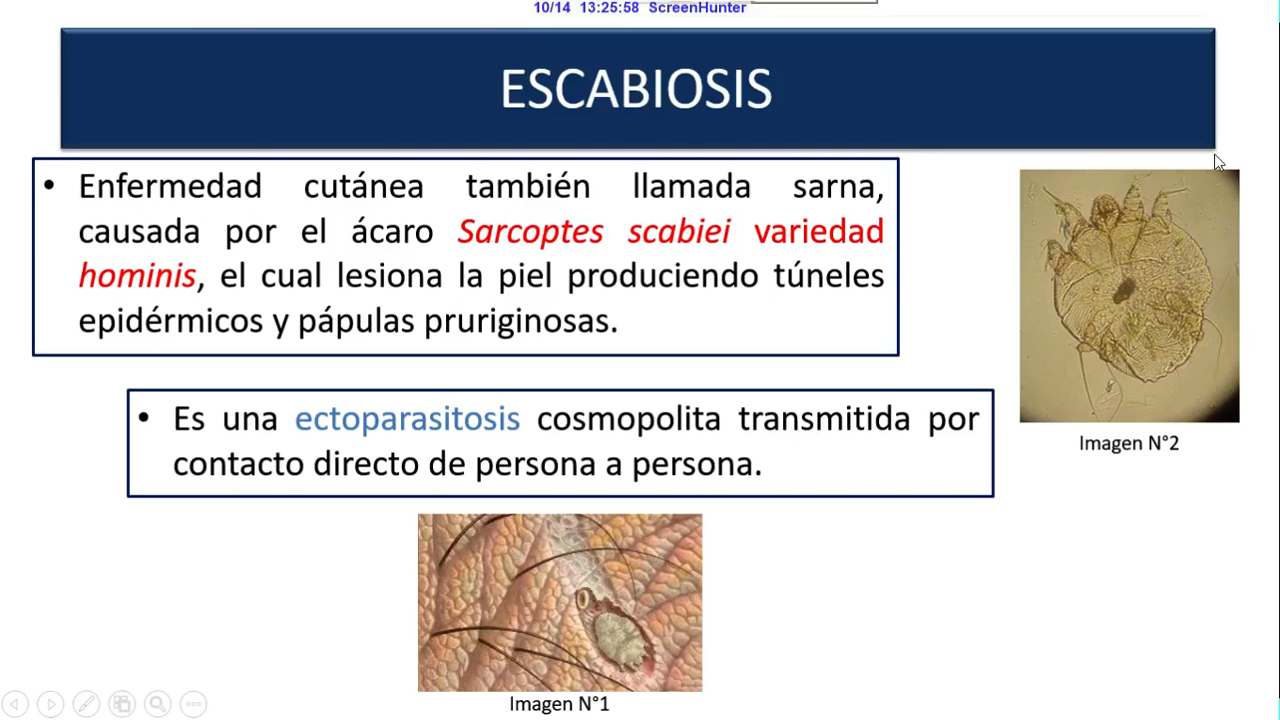 10/14 13:25:58 ScreenHunter
ESCABIOSIS
• Enfermedad cutánea también llamada sarna,
causada por el ácaro Sarcoptes scabiei variedad
hominis, el cual lesiona la piel produciendo túneles
epidérmicos y pápulas pruriginosas.
• Es una ectoparasitosis cosmopolita transmitida por
contacto directo de persona a persona.
Imagen N°2
Imagen N°1